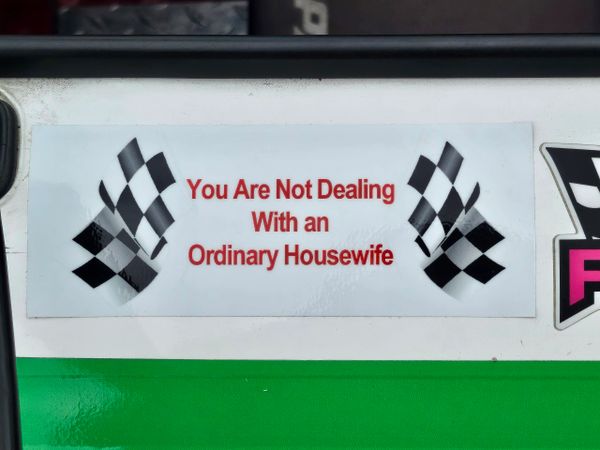 You Are Not Dealing
With an
Ordinary Housewife